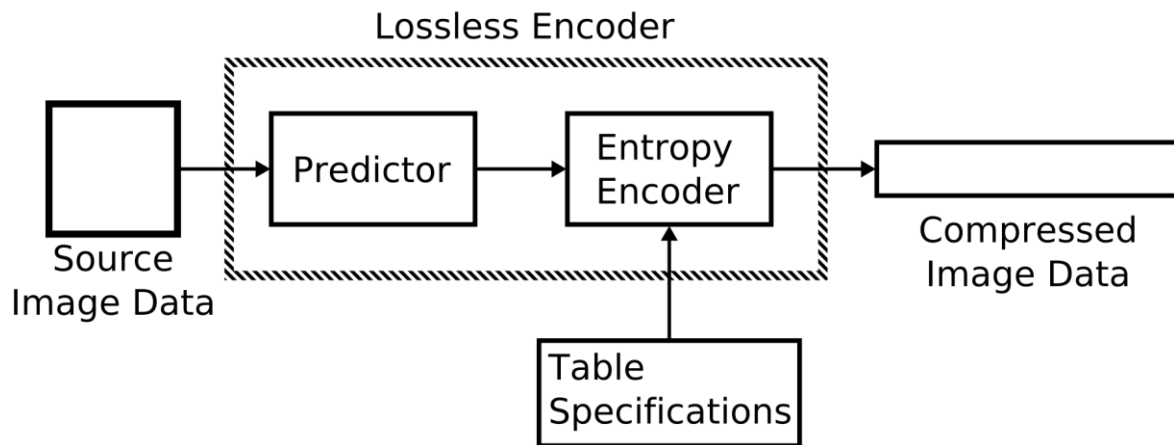 Lossless Encoder
Predictor
Entropy
Encoder
Source
Image Data
Compressed
Image Data
Table
Specifications